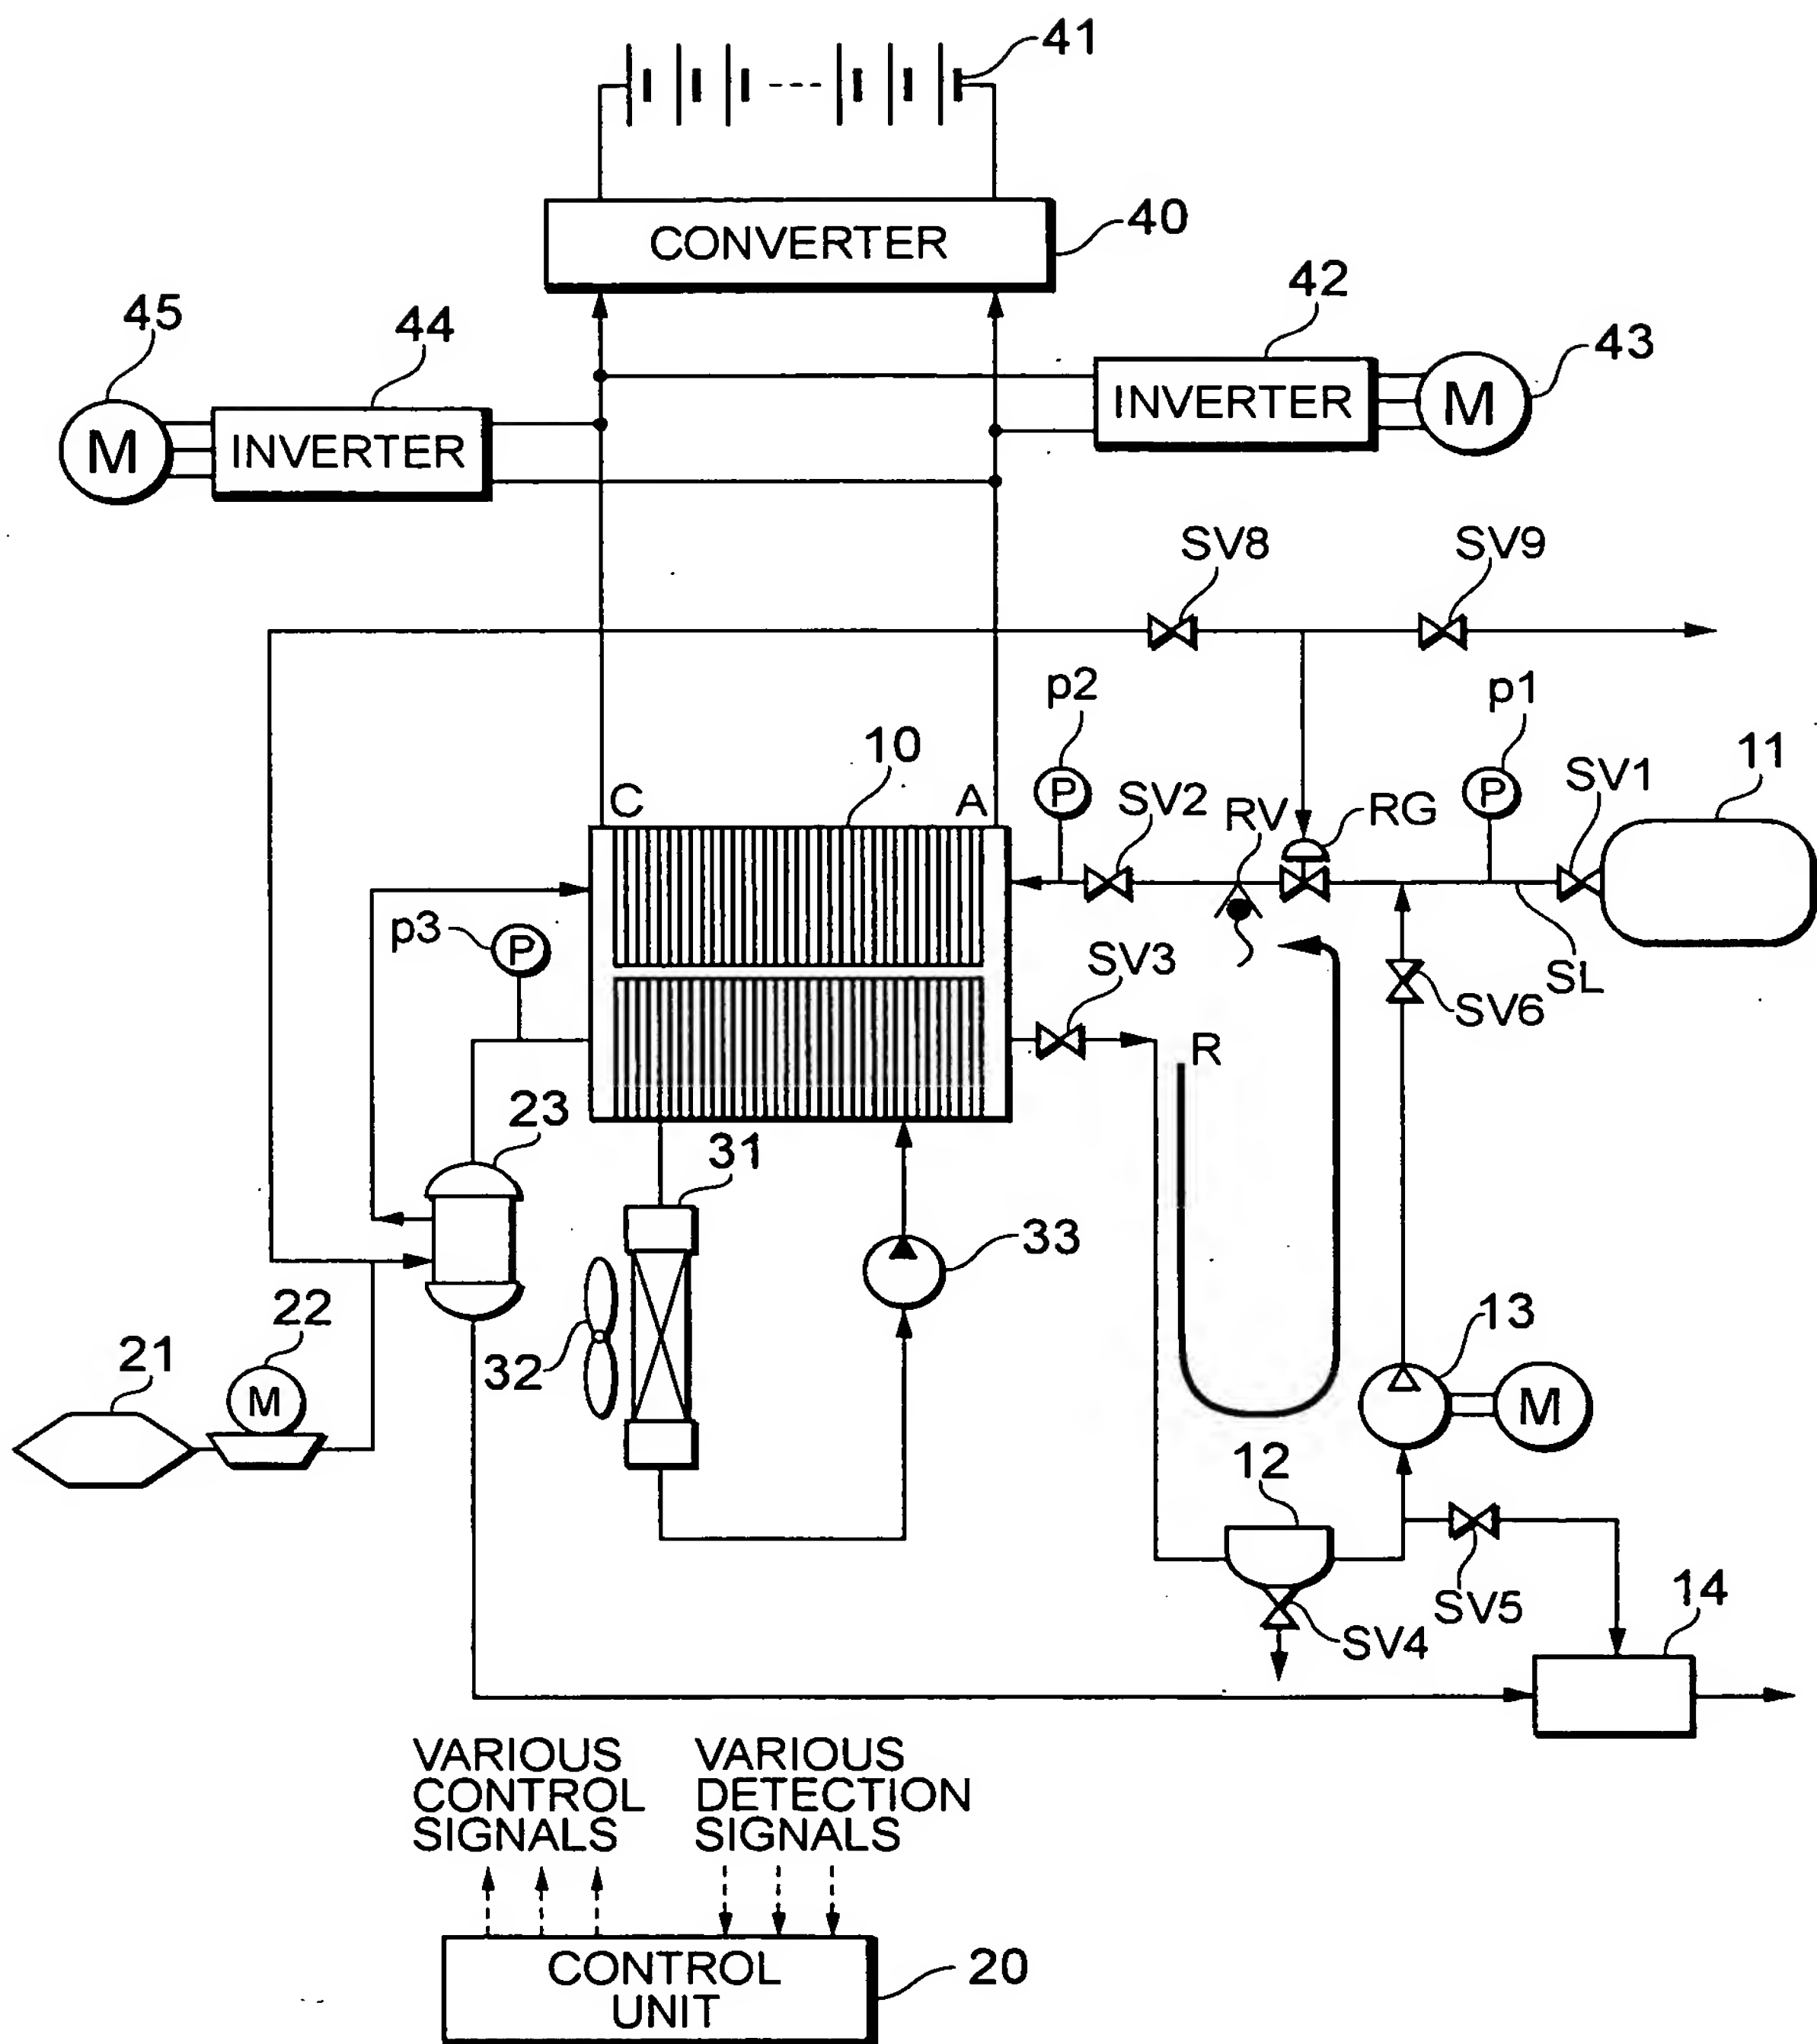 41
CONVERTER
40
42
45
44
43
INVERTER
M
M
INVERTER
SV8
SV9
p2
p1
10
SV1
11
C
A
P
SV2
RV
RG
P
p3
P
SV3
SL
SV6
R
23
31
33
22
13
21
32
M
M
12
14
SV5
SV4
VARIOUS
CONTROL
SIGNALS
VARIOUS
DETECTION
SIGNALS
CONTROL
UNIT
20